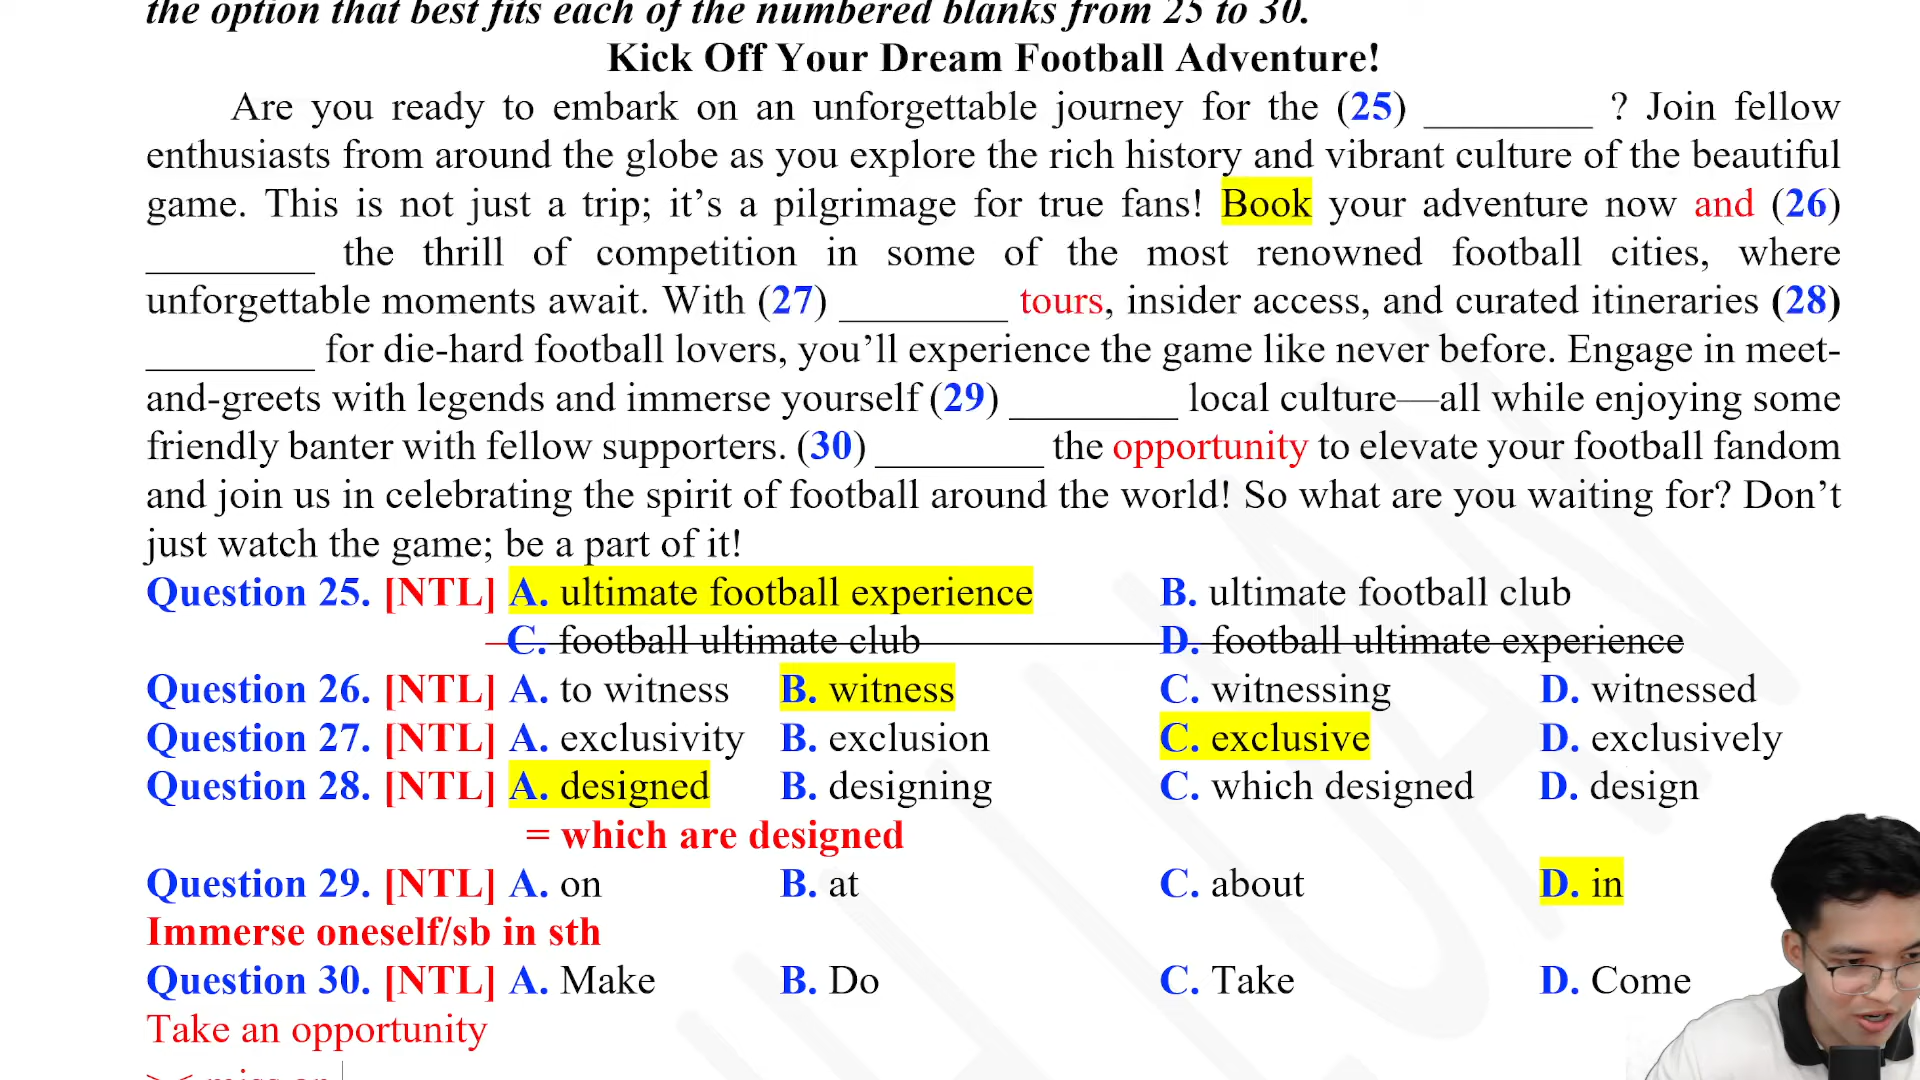 the option that best fits each of the numbered blanks from 25 to 30.
Kick Off Your Dream Football Adventure!
Are you ready to embark on an unforgettable journey for the (25) ________ ? Join fellow
enthusiasts from around the globe as you explore the rich history and vibrant culture of the beautiful
game. This is not just a trip; it’s a pilgrimage for true fans! Book your adventure now and (26)
________ the thrill of competition in some of the most renowned football cities, where
unforgettable moments await. With (27) ________ tours, insider access, and curated itineraries (28)
________ for die-hard football lovers, you’ll experience the game like never before. Engage in meet-
and-greets with legends and immerse yourself (29) ________ local culture—all while enjoying some
friendly banter with fellow supporters. (30) ________ the opportunity to elevate your football fandom
and join us in celebrating the spirit of football around the world! So what are you waiting for? Don’t
just watch the game; be a part of it!
Question 25. [NTL] A. ultimate football experience B. ultimate football club
C. football ultimate club D. football ultimate experience
Question 26. [NTL] A. to witness B. witness C. witnessing D. witnessed
Question 27. [NTL] A. exclusivity B. exclusion C. exclusive D. exclusively
Question 28. [NTL] A. designed B. designing C. which designed D. design
= which are designed
Question 29. [NTL] A. on B. at C. about D. in
Immerse oneself/sb in sth
Question 30. [NTL] A. Make B. Do C. Take D. Come
Take an opportunity
>< miss an